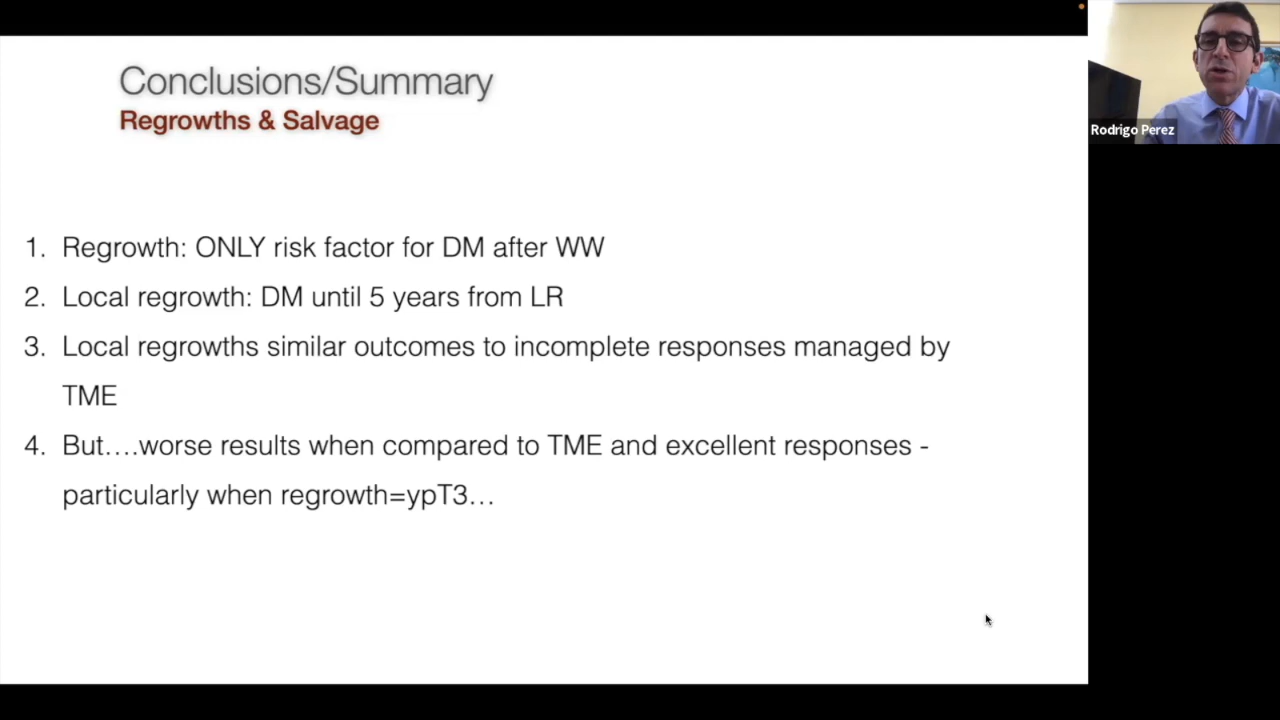 Conclusions/Summary
Regrowths & Salvage
Rodrigo Perez
1. Regrowth: ONLY risk factor for DM after WW
2. Local regrowth: DM until 5 years from LR
3. Local regrowths similar outcomes to incomplete responses managed by
TME
4. But....worse results when compared to TME and excellent responses -
particularly when regrowth=ypT3...